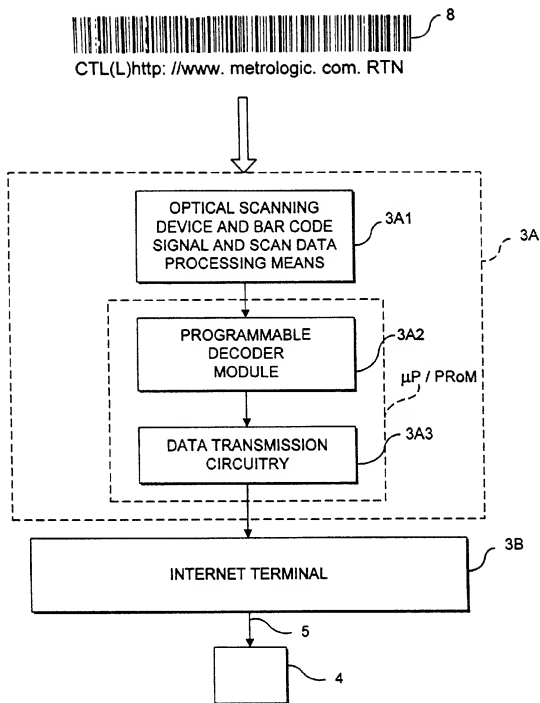 8
CTL(L)http: //www. metrologic. com. RTN
OPTICAL SCANNING
DEVICE AND BAR CODE
SIGNAL AND SCAN DATA
PROCESSING MEANS
3A1
3A
PROGRAMMABLE
DECODER
MODULE
3A2
μP / PRoM
DATA TRANSMISSION
CIRCUITRY
3A3
INTERNET TERMINAL
3B
5
4